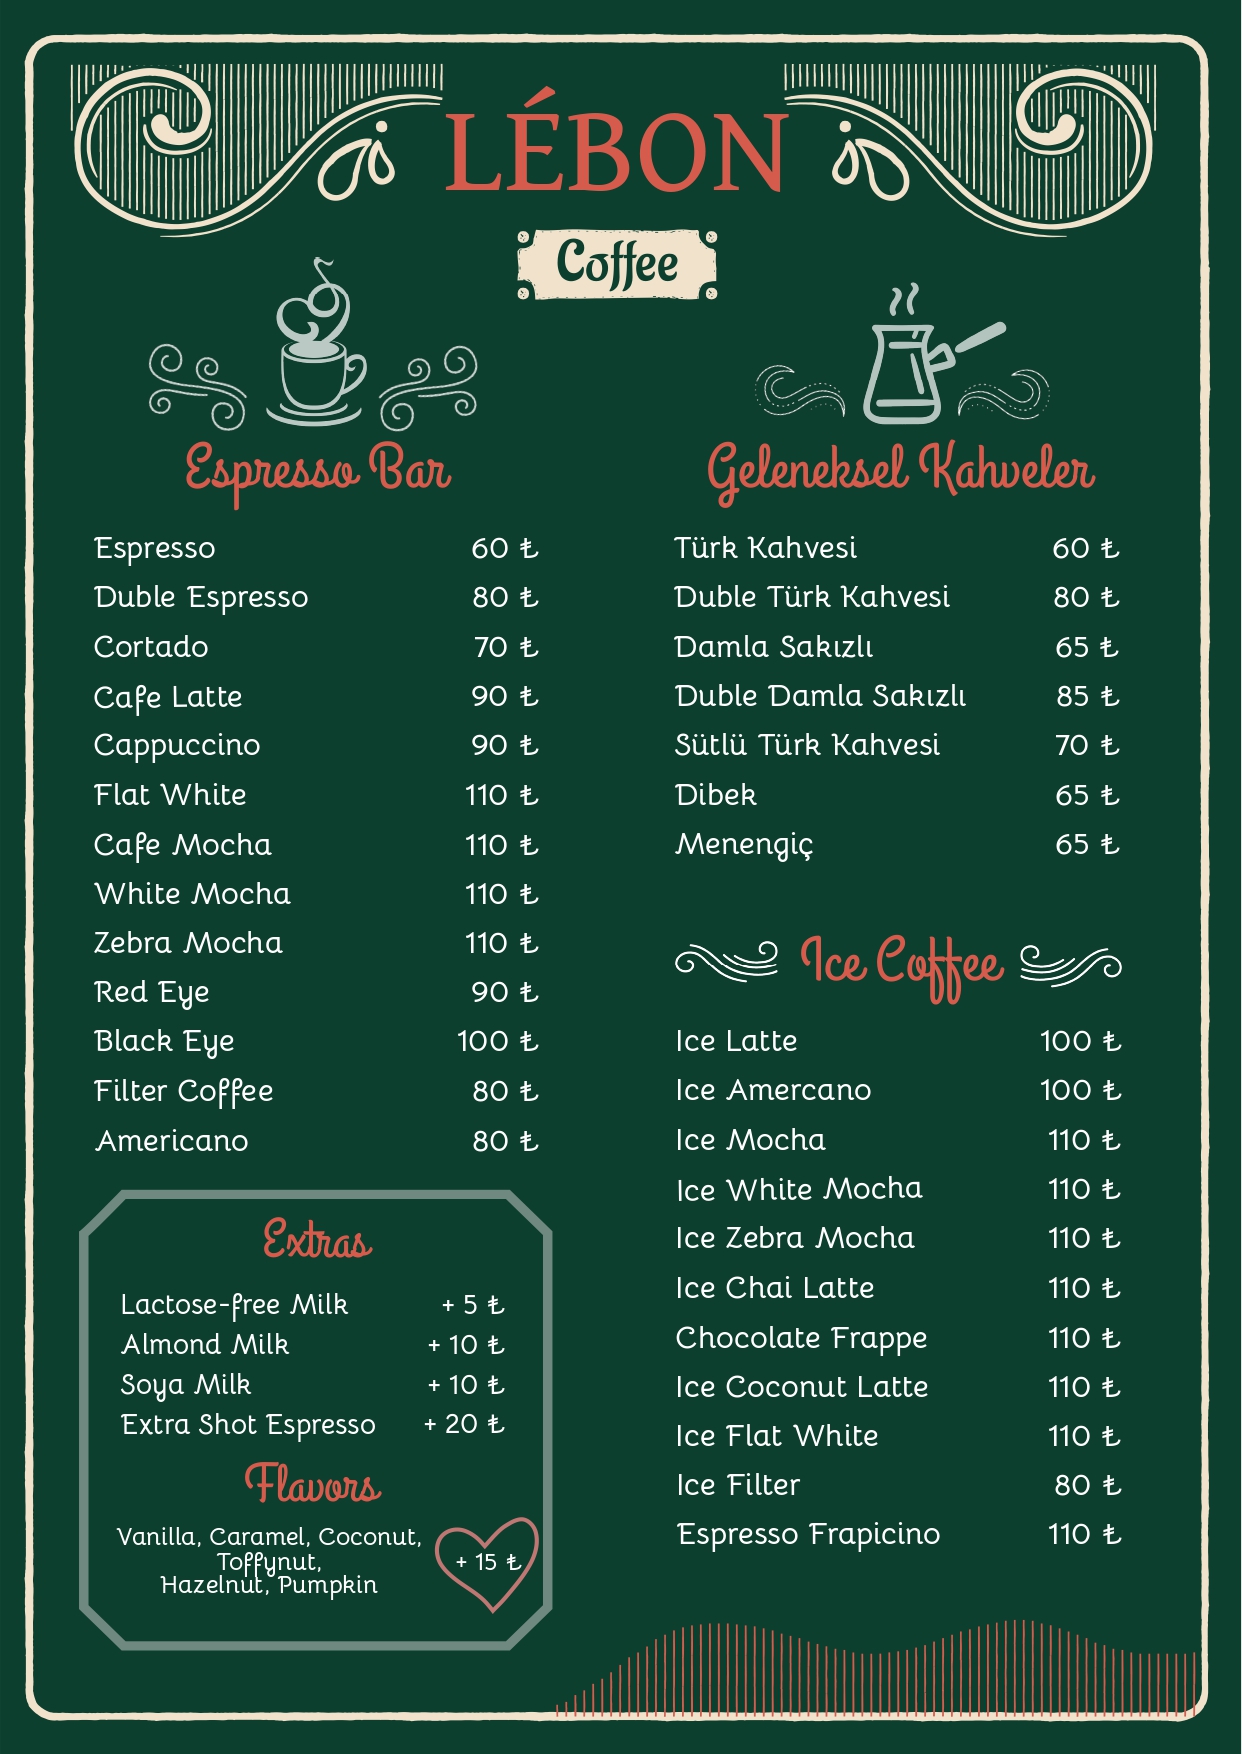 LÉBON
Coffee
Espresso Bar
Espresso 60 ₺
Duble Espresso 80 ₺
Cortado 70 ₺
Cafe Latte 90 ₺
Cappuccino 90 ₺
Flat White 110 ₺
Cafe Mocha 110 ₺
White Mocha 110 ₺
Zebra Mocha 110 ₺
Red Eye 90 ₺
Black Eye 100 ₺
Filter Coffee 80 ₺
Americano 80 ₺
Extras
Lactose-free Milk + 5 ₺
Almond Milk + 10 ₺
Soya Milk + 10 ₺
Extra Shot Espresso + 20 ₺
Flavors
Vanilla, Caramel, Coconut,
Toffynut,
Hazelnut, Pumpkin
+ 15 ₺
Geleneksel Kahveler
Türk Kahvesi 60 ₺
Duble Türk Kahvesi 80 ₺
Damla Sakızlı 65 ₺
Duble Damla Sakızlı 85 ₺
Sütlü Türk Kahvesi 70 ₺
Dibek 65 ₺
Menengiç 65 ₺
Ice Coffee
Ice Latte 100 ₺
Ice Amercano 100 ₺
Ice Mocha 110 ₺
Ice White Mocha 110 ₺
Ice Zebra Mocha 110 ₺
Ice Chai Latte 110 ₺
Chocolate Frappe 110 ₺
Ice Coconut Latte 110 ₺
Ice Flat White 110 ₺
Ice Filter 80 ₺
Espresso Frapicino 110 ₺